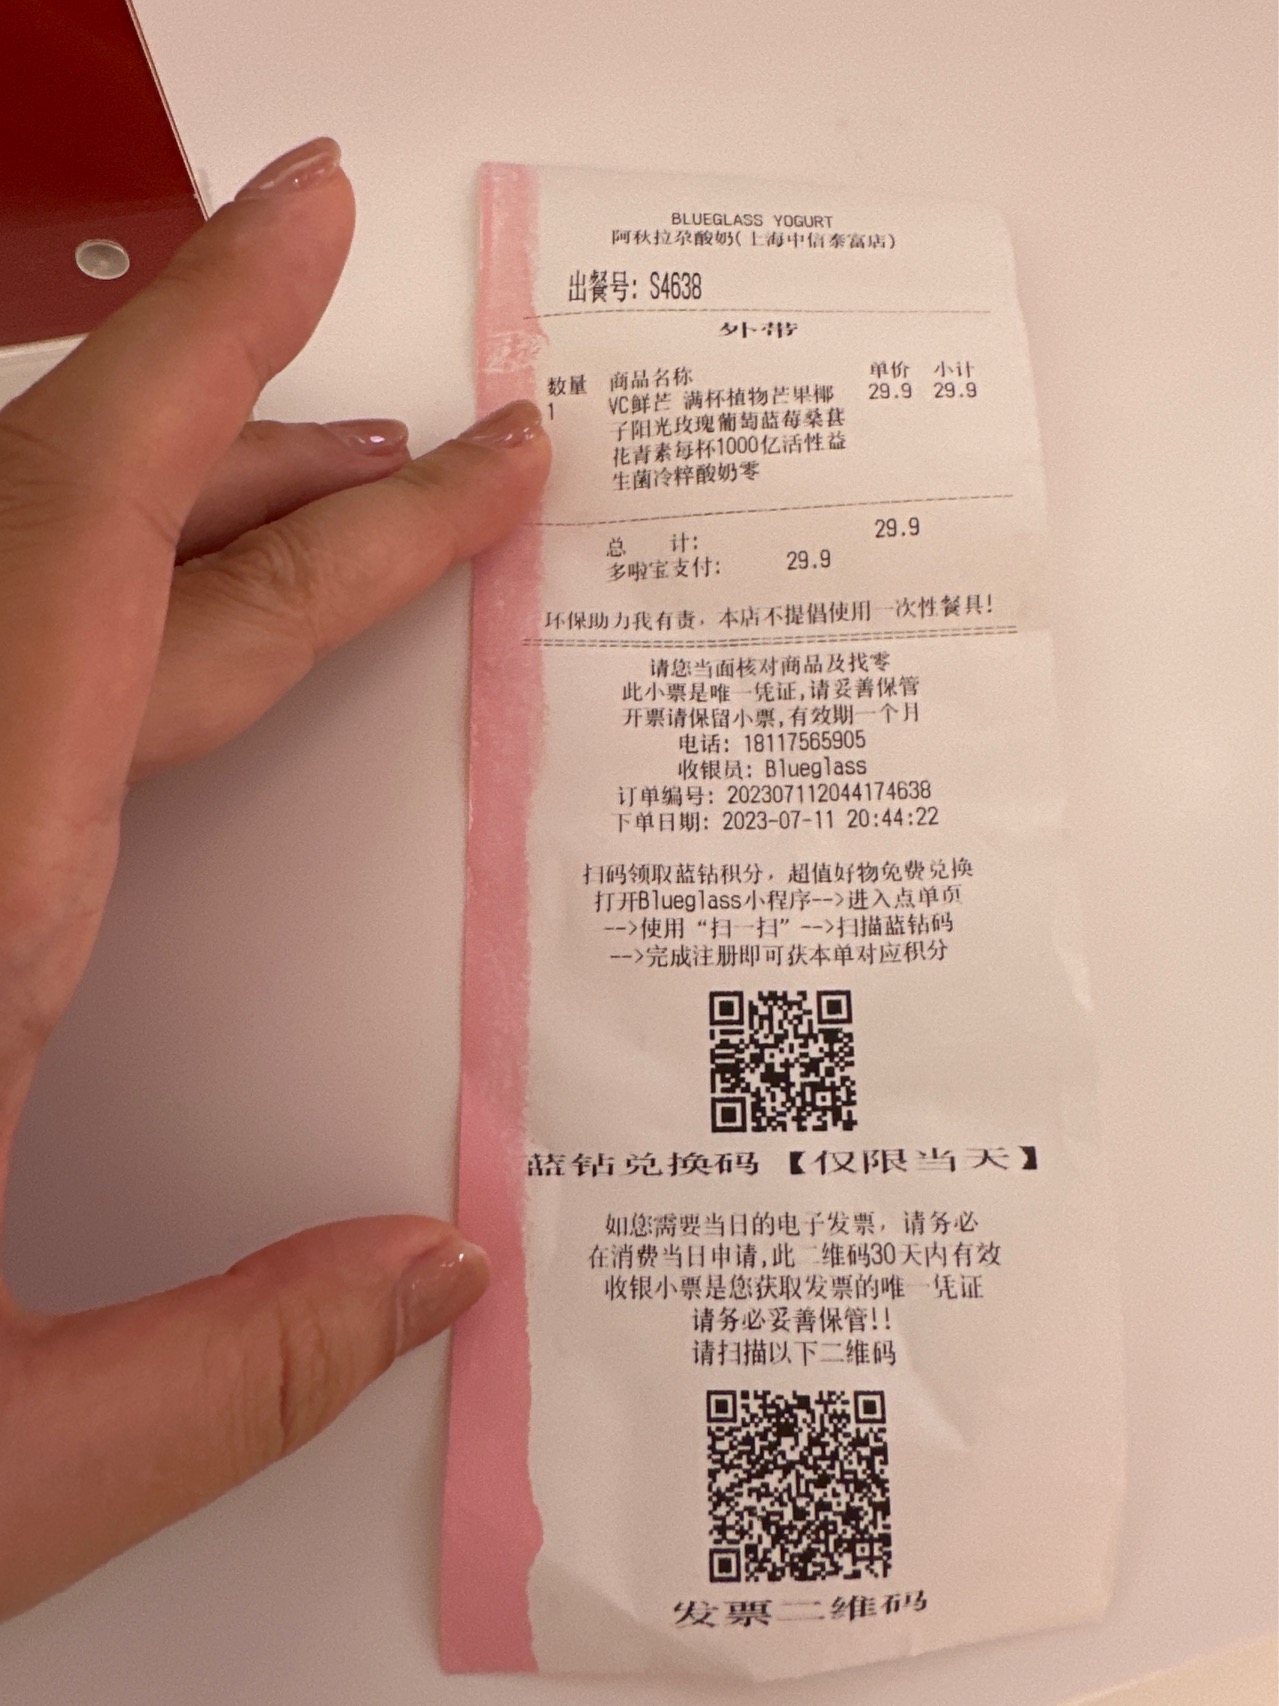 BLUEGLASS YOGURT
阿秋拉尕酸奶(上海中信泰富店)
出餐号: S4638
外带
数量 商品名称 单价 小计
1 VC鲜芒 满杯植物芒果椰 29.9 29.9
子阳光玫瑰葡萄蓝莓桑葚
花青素每杯1000亿活性益
生菌冷粹酸奶零
总 计: 29.9
多啦宝支付: 29.9
环保助力我有责，本店不提倡使用一次性餐具!
请您当面核对商品及找零
此小票是唯一凭证,请妥善保管
开票请保留小票,有效期一个月
电话: 18117565905
收银员: Blueglass
订单编号: 202307112044174638
下单日期: 2023-07-11 20:44:22
扫码领取蓝钻积分，超值好物免费兑换
打开Blueglass小程序-->进入点单页
-->使用“扫一扫”-->扫描蓝钻码
-->完成注册即可获本单对应积分
蓝钻兑换码【仅限当天】
如您需要当日的电子发票，请务必
在消费当日申请,此二维码30天内有效
收银小票是您获取发票的唯一凭证
请务必妥善保管!!
请扫描以下二维码
发票二维码